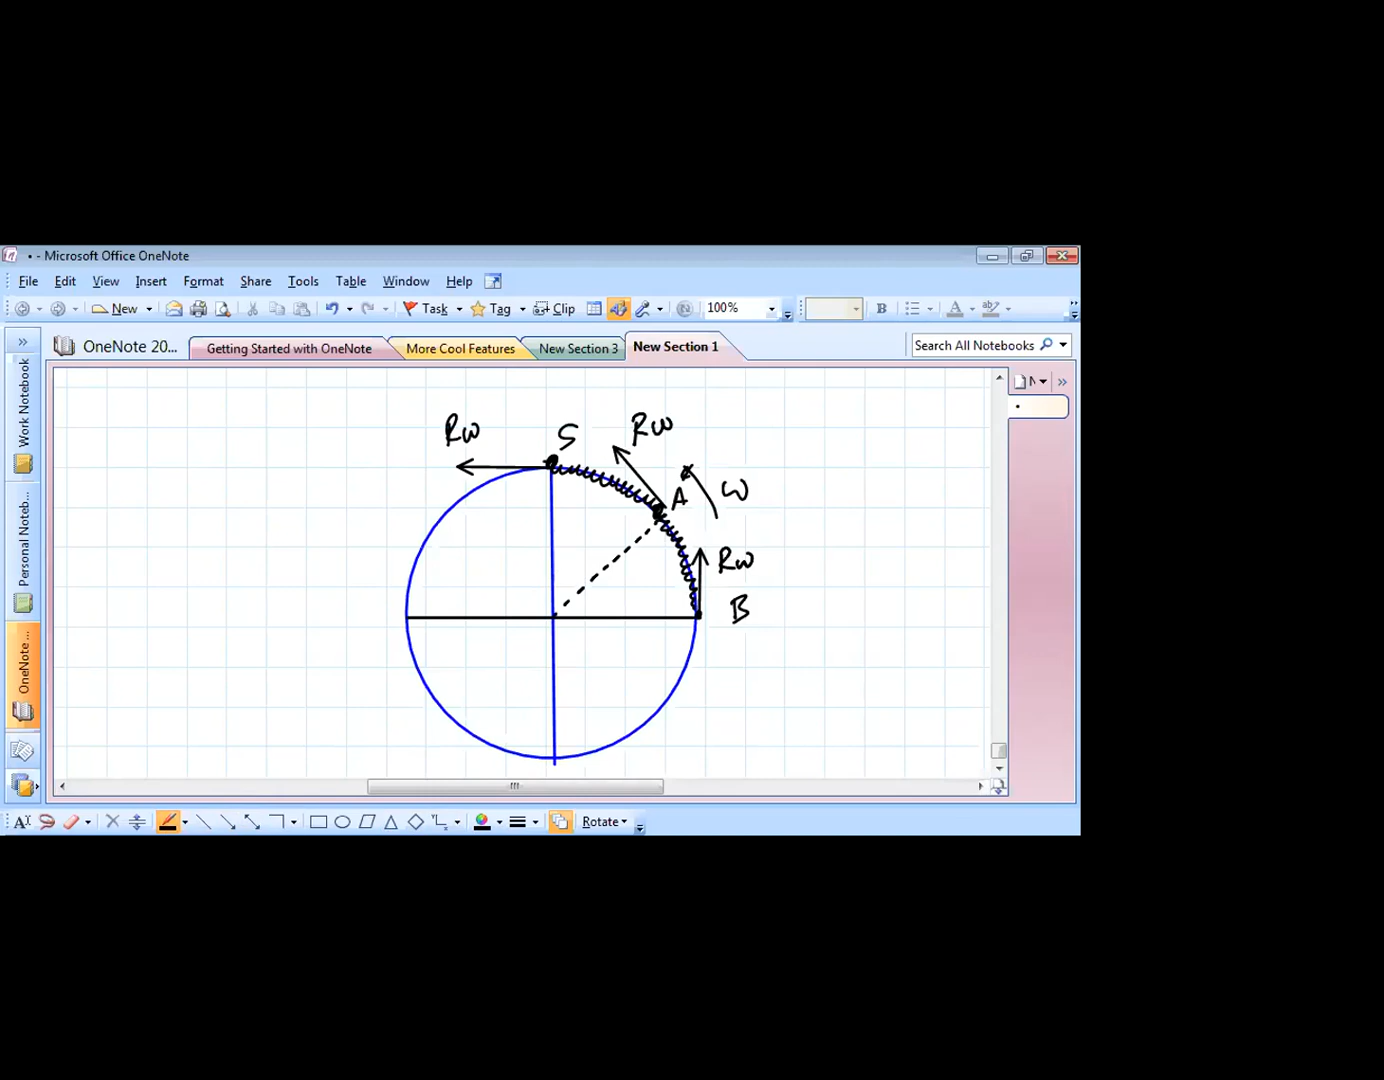 • - Microsoft Office OneNote
File Edit View Insert Format Share Tools Table Window Help
New Task Tag Clip 100% B A ab
OneNote 20... Getting Started with OneNote More Cool Features New Section 3 New Section 1 Search All Notebooks
Work Notebook
Personal Noteb...
OneNote ...
Rω S Rω
A ω
Rω
B
Rotate